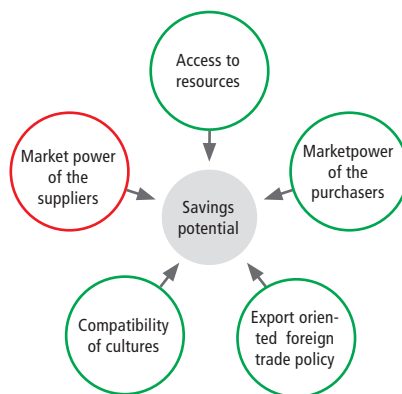 Access to
resources
Market power
of the
suppliers
Marketpower
of the
purchasers
Savings
potential
Compatibility
of cultures
Export orien-
ted foreign
trade policy